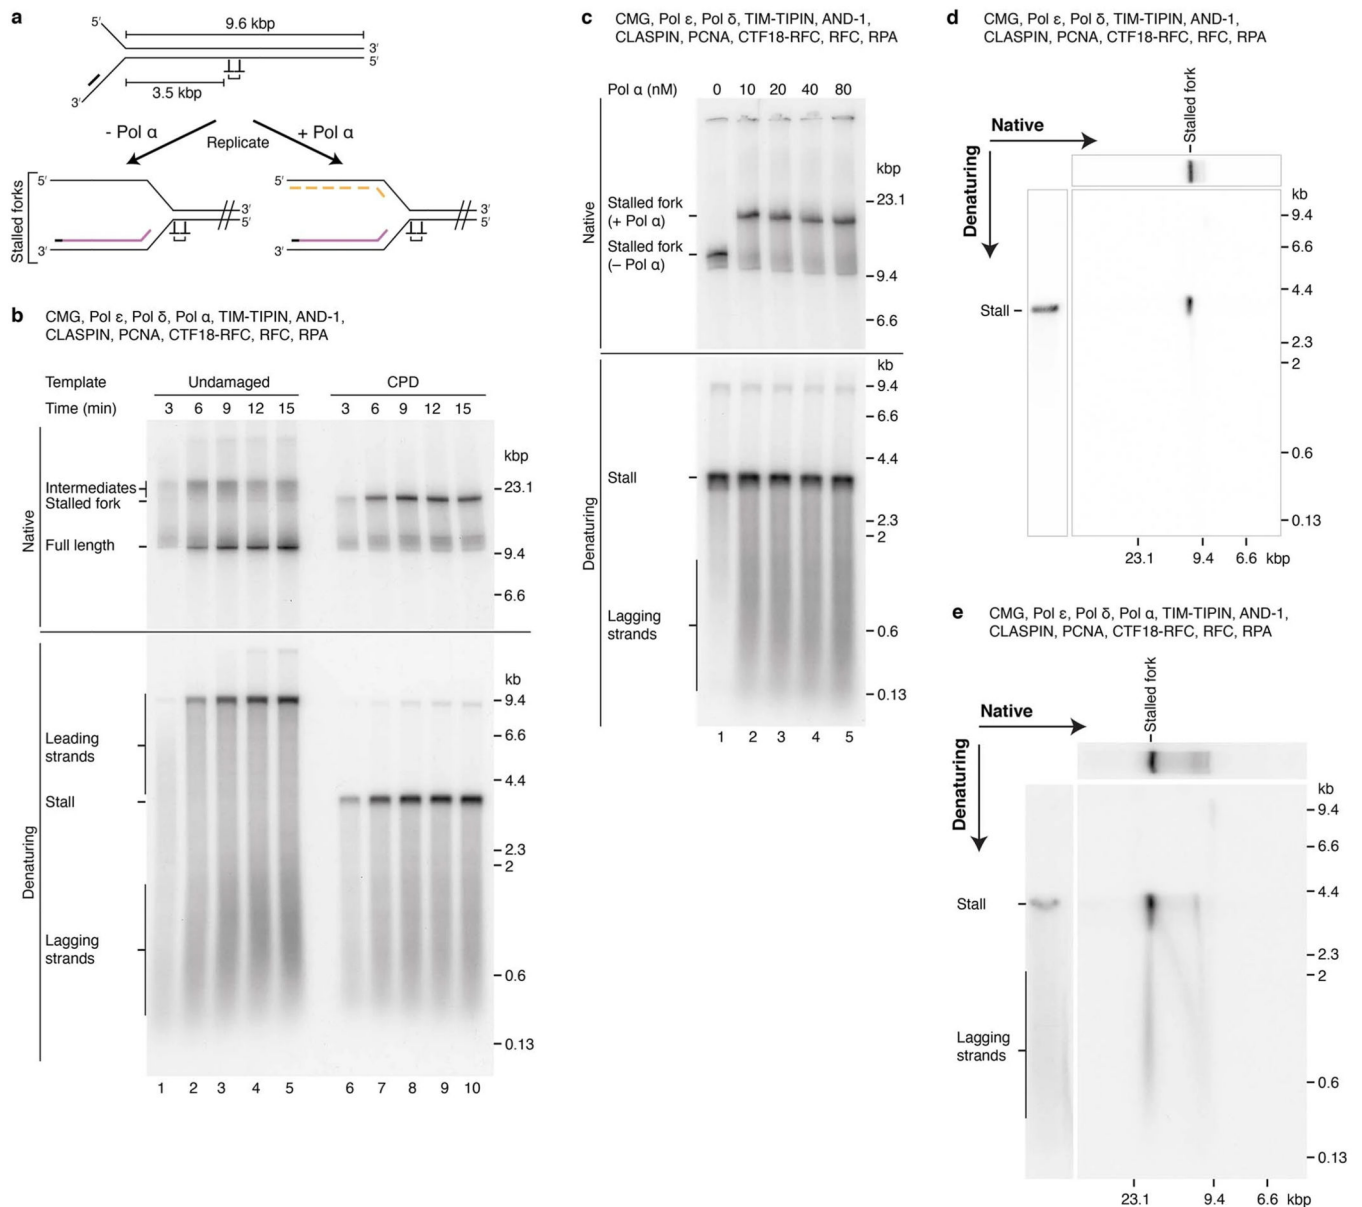 a
5′
9.6 kbp
3′
5′
3.5 kbp
3′
- Pol α
+ Pol α
Replicate
Stalled forks
5′
3′
5′
3′
5′
3′
5′
3′
b
CMG, Pol ε, Pol δ, Pol α, TIM-TIPIN, AND-1,
CLASPIN, PCNA, CTF18-RFC, RFC, RPA
Template
Undamaged
CPD
Time (min)
3 6 9 12 15
3 6 9 12 15
Native
Intermediates
Stalled fork
Full length
kbp
23.1
9.4
6.6
Denaturing
Leading
strands
Stall
Lagging
strands
kb
9.4
6.6
4.4
2.3
2
0.6
0.13
1 2 3 4 5 6 7 8 9 10
c
CMG, Pol ε, Pol δ, TIM-TIPIN, AND-1,
CLASPIN, PCNA, CTF18-RFC, RFC, RPA
Pol α (nM) 0 10 20 40 80
Native
Stalled fork
(+ Pol α)
Stalled fork
(– Pol α)
kbp
23.1
9.4
6.6
Denaturing
Stall
Lagging
strands
kb
9.4
6.6
4.4
2.3
2
0.6
0.13
1 2 3 4 5
d
CMG, Pol ε, Pol δ, TIM-TIPIN, AND-1,
CLASPIN, PCNA, CTF18-RFC, RFC, RPA
Native
Denaturing
Stalled fork
Stall
kb
9.4
6.6
4.4
2.3
2
0.6
0.13
23.1 9.4 6.6 kbp
e
CMG, Pol ε, Pol δ, Pol α, TIM-TIPIN, AND-1,
CLASPIN, PCNA, CTF18-RFC, RFC, RPA
Native
Denaturing
Stalled fork
Stall
Lagging
strands
kb
9.4
6.6
4.4
2.3
2
0.6
0.13
23.1 9.4 6.6 kbp